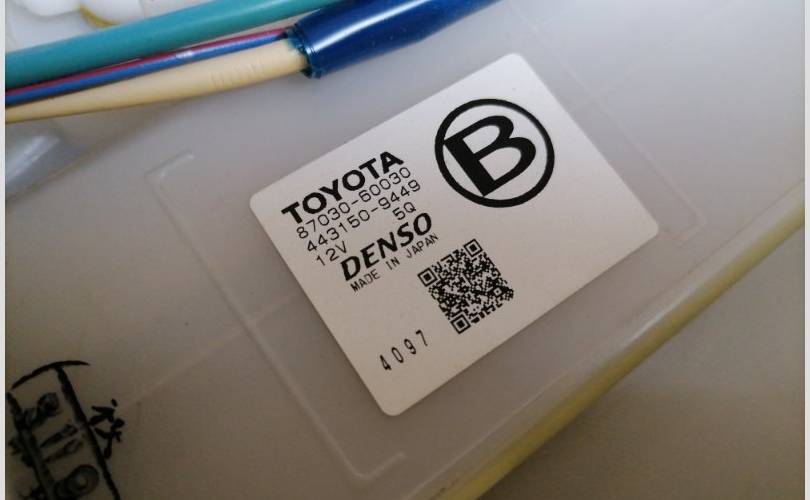 TOYOTA
87030-60030
443150-9449
12V 5Q
DENSO
MADE IN JAPAN
B
4097